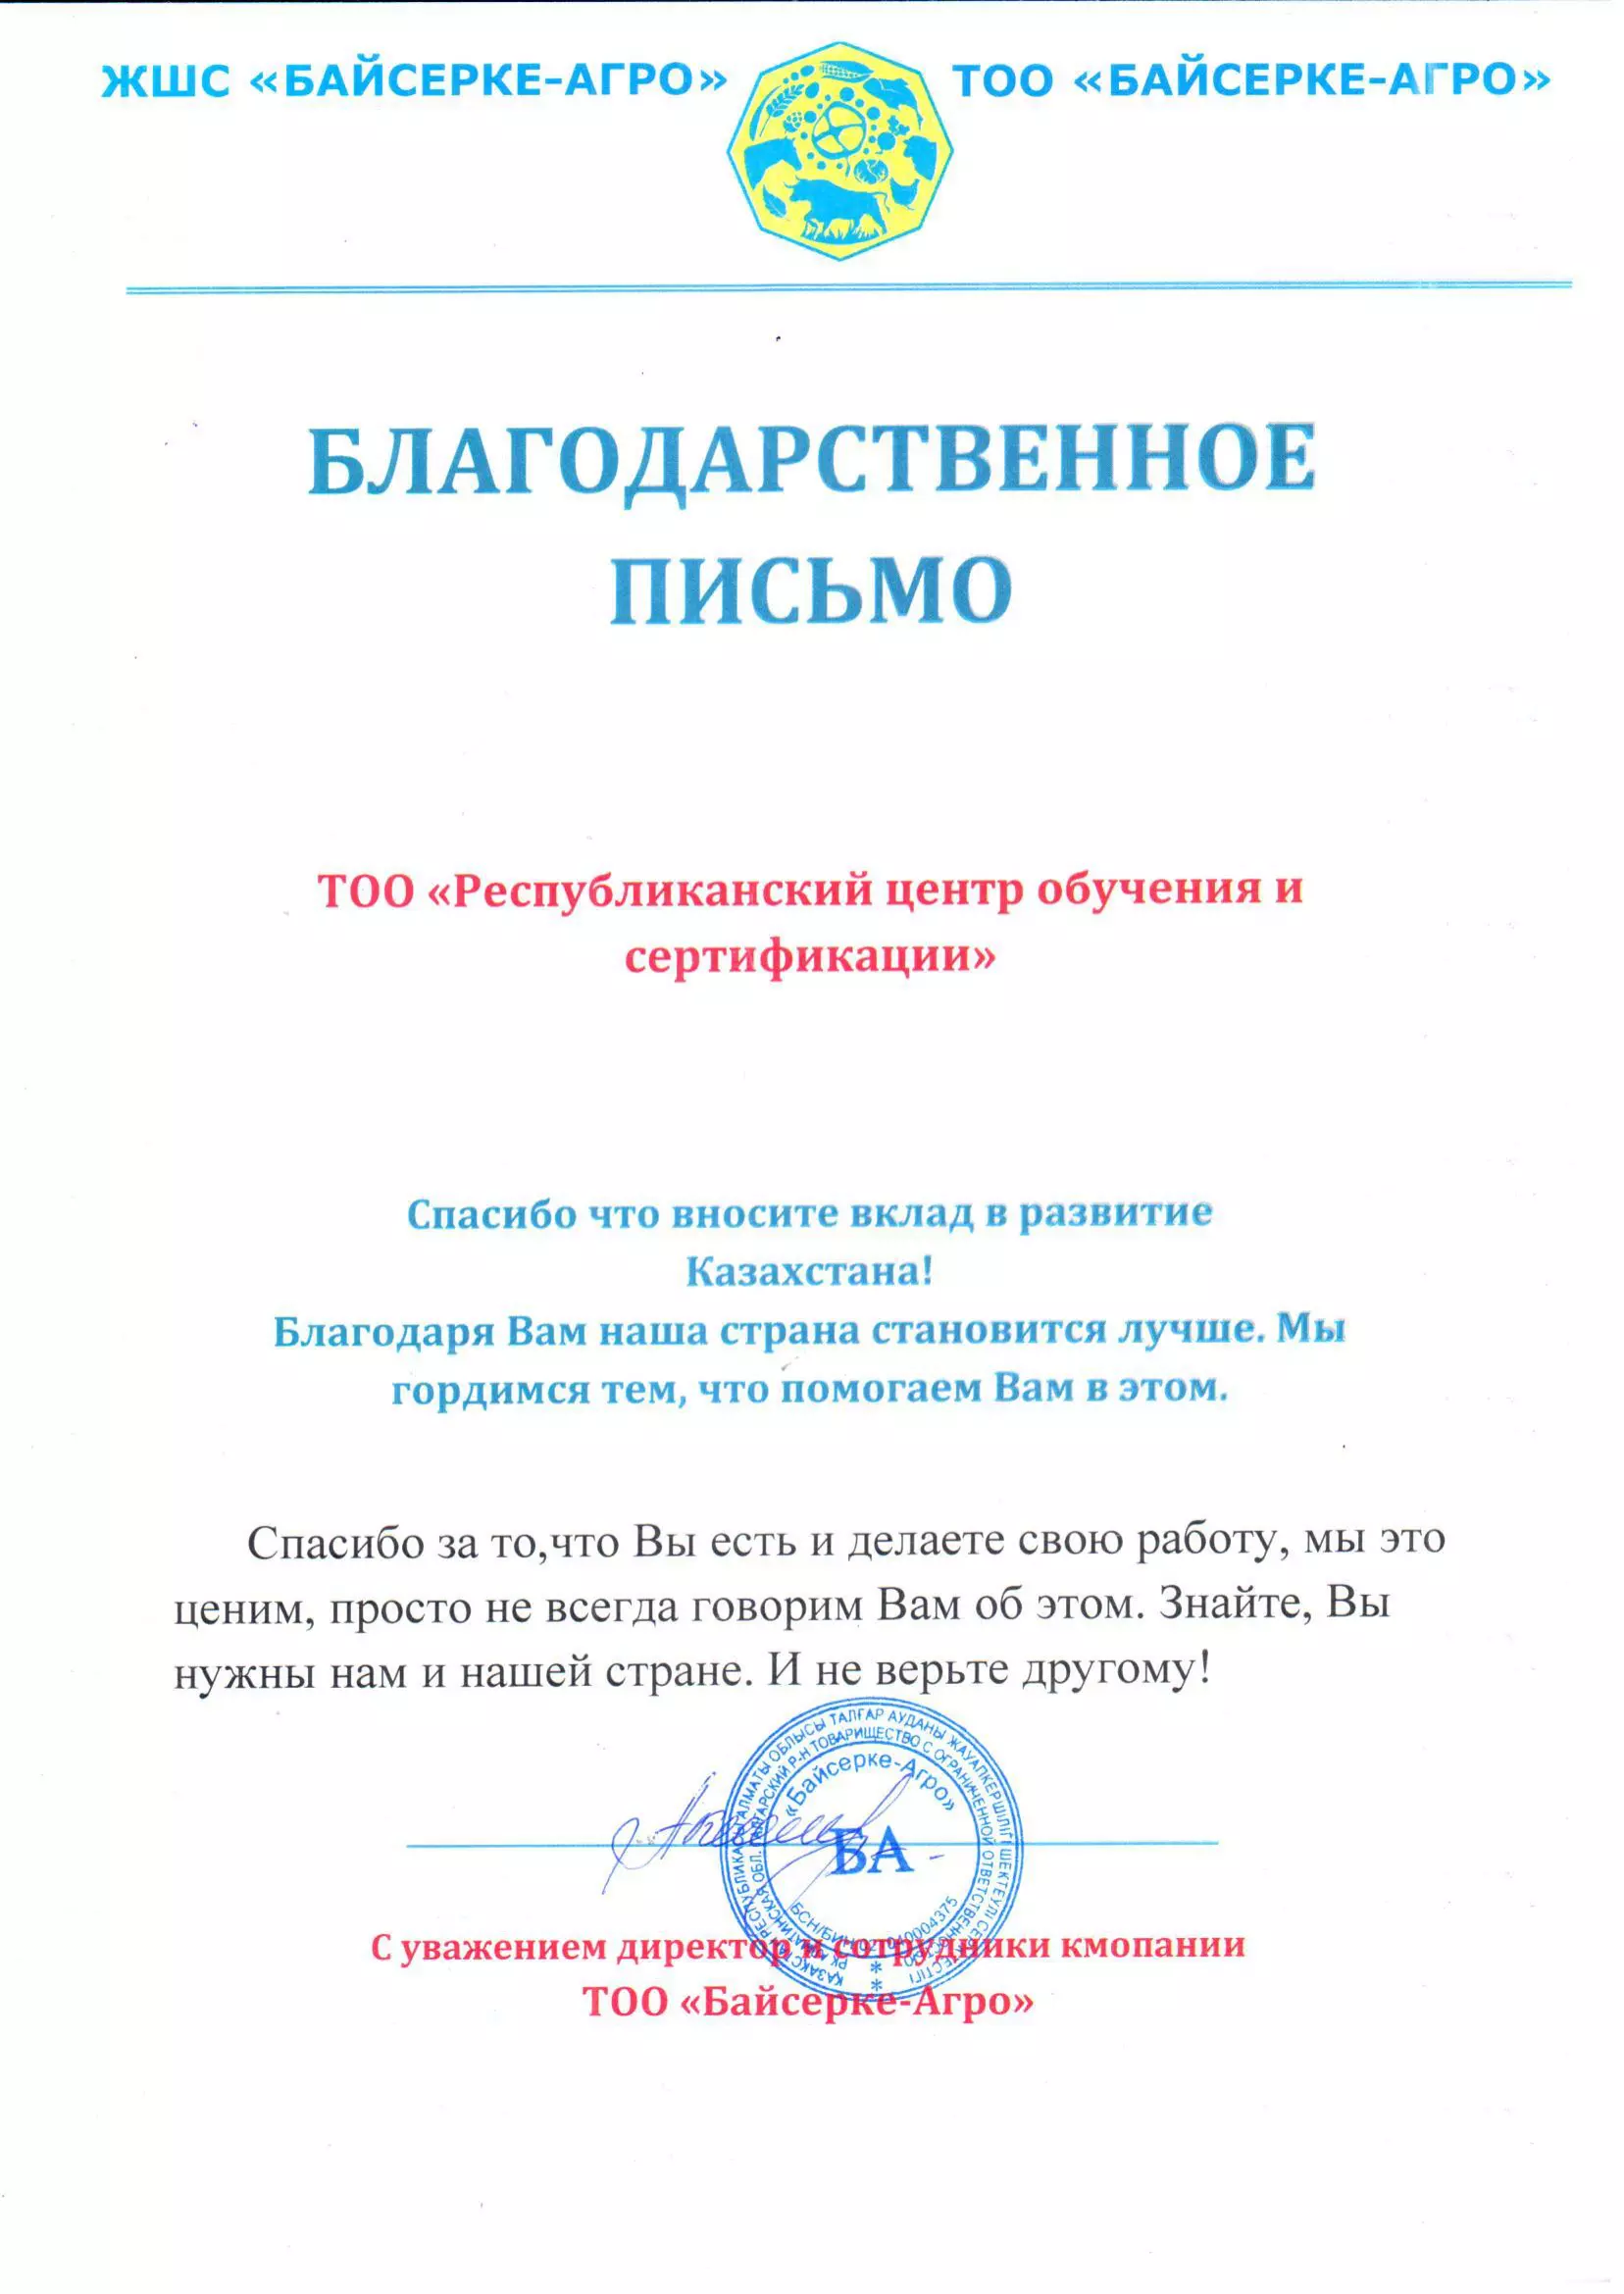 ЖШС «БАЙСЕРКЕ-АГРО» ТОО «БАЙСЕРКЕ-АГРО»
БЛАГОДАРСТВЕННОЕ
ПИСЬМО
ТОО «Республиканский центр обучения и
сертификации»
Спасибо что вносите вклад в развитие
Казахстана!
Благодаря Вам наша страна становится лучше. Мы
гордимся тем, что помогаем Вам в этом.
Спасибо за то,что Вы есть и делаете свою работу, мы это
ценим, просто не всегда говорим Вам об этом. Знайте, Вы
нужны нам и нашей стране. И не верьте другому!
ҚАЗАҚСТАН РЕСПУБЛИКАСЫ АЛМАТЫ ОБЛЫСЫ ТАЛҒАР АУДАНЫ ЖАУАПКЕРШІЛІГІ ШЕКТЕУЛІ СЕРІКТЕСТІГІ
РК АЛМАТИНСКАЯ ОБЛ. ТАЛГАРСКИЙ Р-Н ТОВАРИЩЕСТВО С ОГРАНИЧЕННОЙ ОТВЕТСТВЕННОСТЬЮ
«Байсерке-Агро»
БА
БСН/БИН
С уважением директор и сотрудники кмопании
ТОО «Байсерке-Агро»